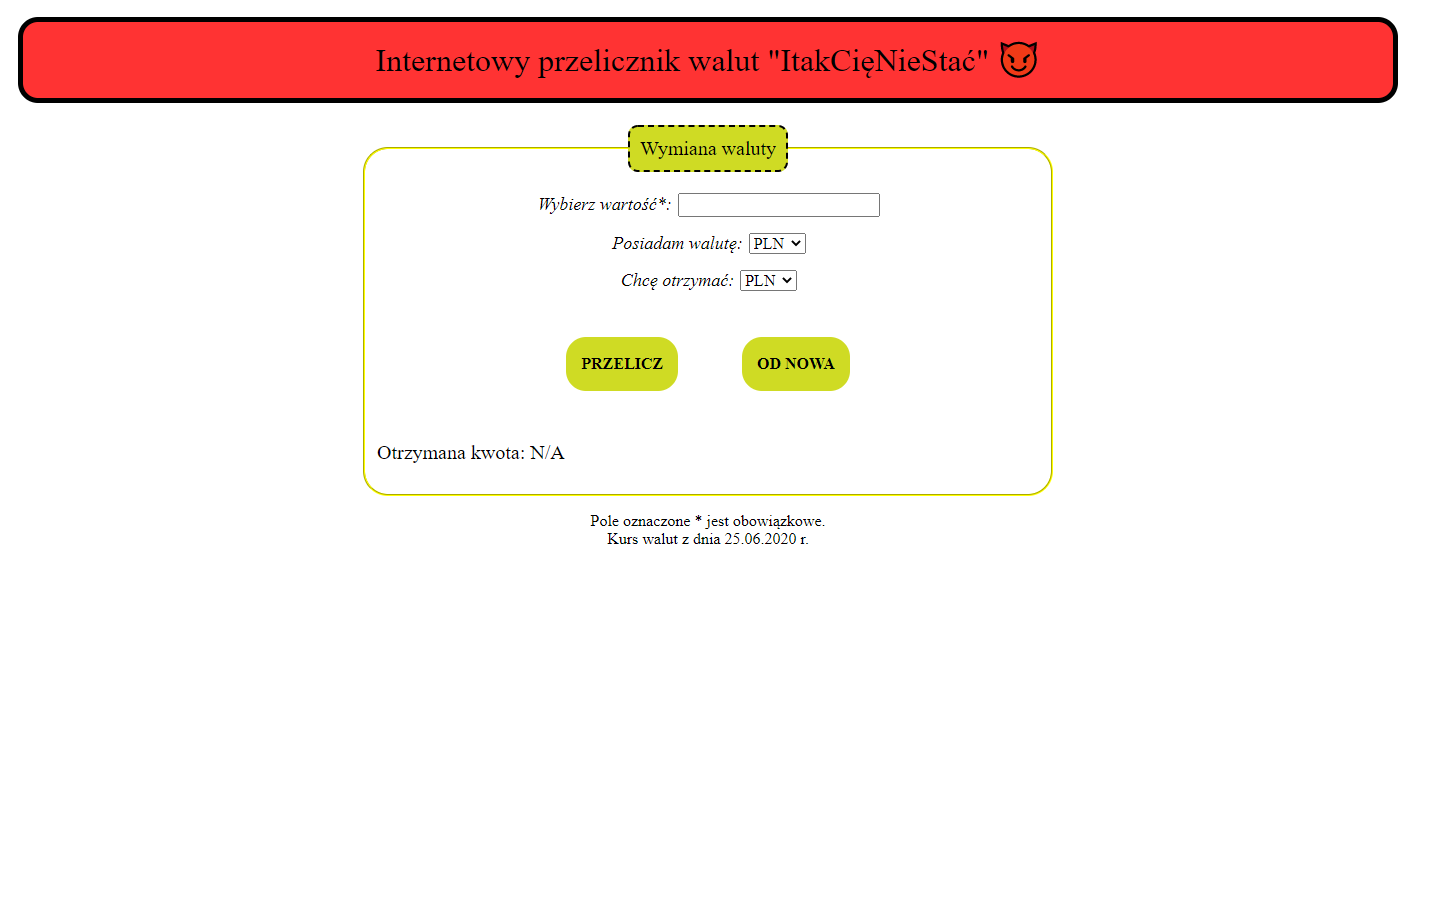 Internetowy przelicznik walut "ItakCięNieStać" 😈
Wymiana waluty
Wybierz wartość*:
Posiadam walutę: PLN
Chcę otrzymać: PLN
PRZELICZ OD NOWA
Otrzymana kwota: N/A
Pole oznaczone * jest obowiązkowe.
Kurs walut z dnia 25.06.2020 r.